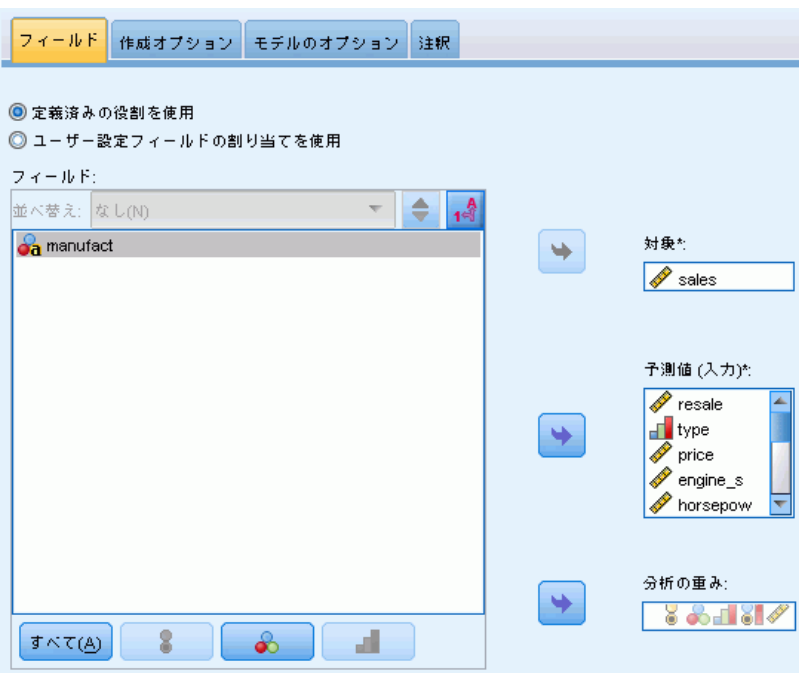 フィールド 作成オプション モデルのオプション 注釈
定義済みの役割を使用
ユーザー設定フィールドの割り当てを使用
フィールド:
並べ替え: なし(N)
manufact
すべて(A)
対象*:
sales
予測値 (入力)*:
resale
type
price
engine_s
horsepow
分析の重み: